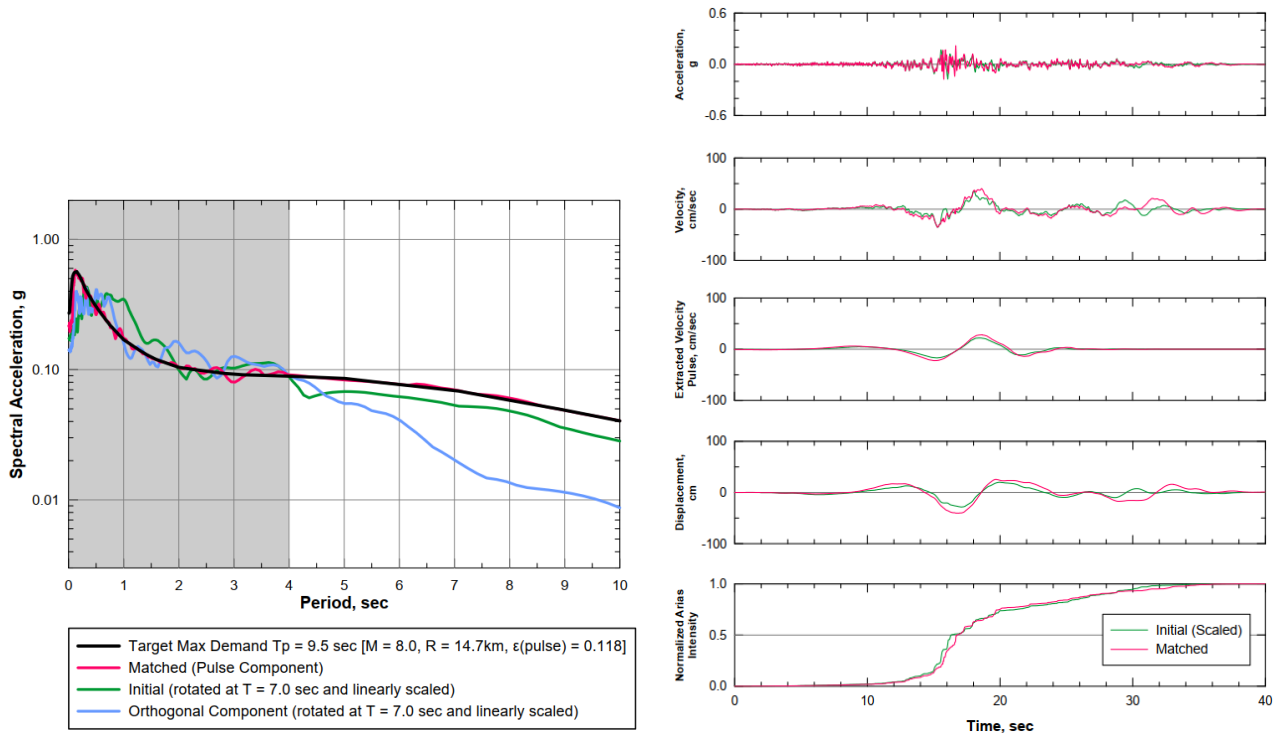 Spectral Acceleration, g
1.00
0.10
0.01
0 1 2 3 4 5 6 7 8 9 10
Period, sec
Target Max Demand Tp = 9.5 sec [M = 8.0, R = 14.7km, ε(pulse) = 0.118]
Matched (Pulse Component)
Initial (rotated at T = 7.0 sec and linearly scaled)
Orthogonal Component (rotated at T = 7.0 sec and linearly scaled)
Acceleration,
g
0.6
0.0
-0.6
Velocity,
cm/sec
100
0
-100
Extracted Velocity
Pulse, cm/sec
100
0
-100
Displacement,
cm
100
0
-100
Normalized Arias
Intensity
1.0
0.5
0.0
Initial (Scaled)
Matched
0 10 20 30 40
Time, sec